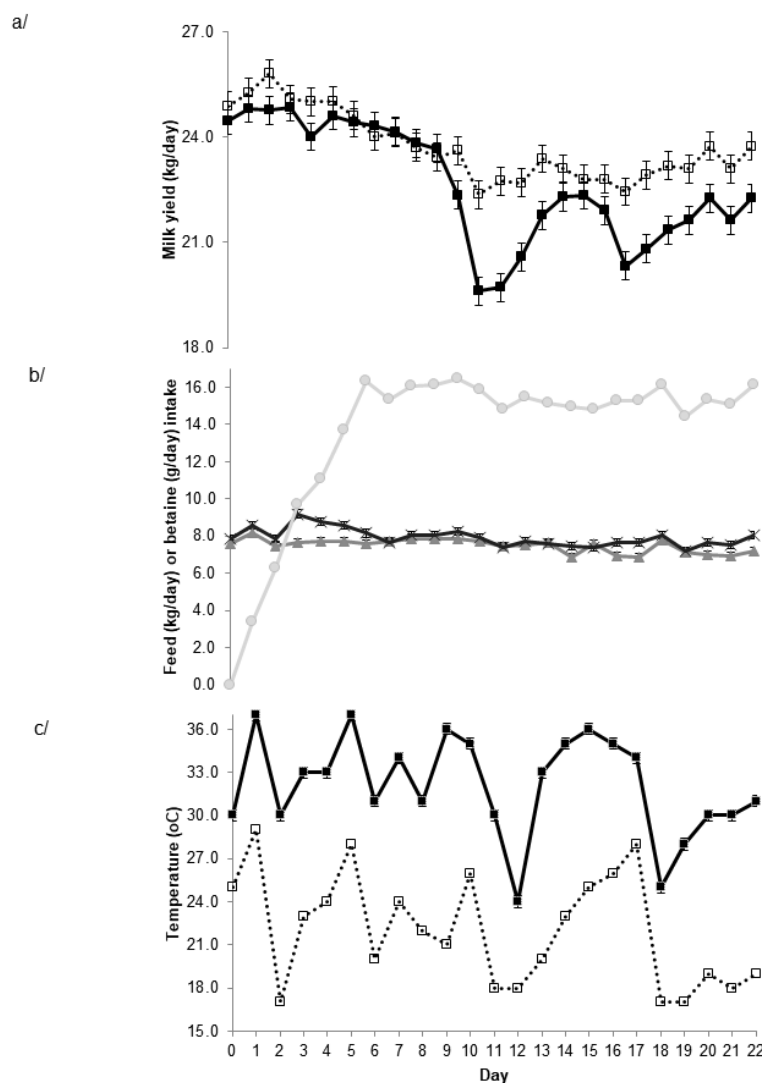 a/
27.0
24.0
21.0
18.0
Milk yield (kg/day)
b/
16.0
14.0
12.0
10.0
8.0
6.0
4.0
2.0
0.0
Feed (kg/day) or betaine (g/day) intake
c/
36.0
33.0
30.0
27.0
24.0
21.0
18.0
15.0
Temperature (oC)
0 1 2 3 4 5 6 7 8 9 10 11 12 13 14 15 16 17 18 19 20 21 22
Day